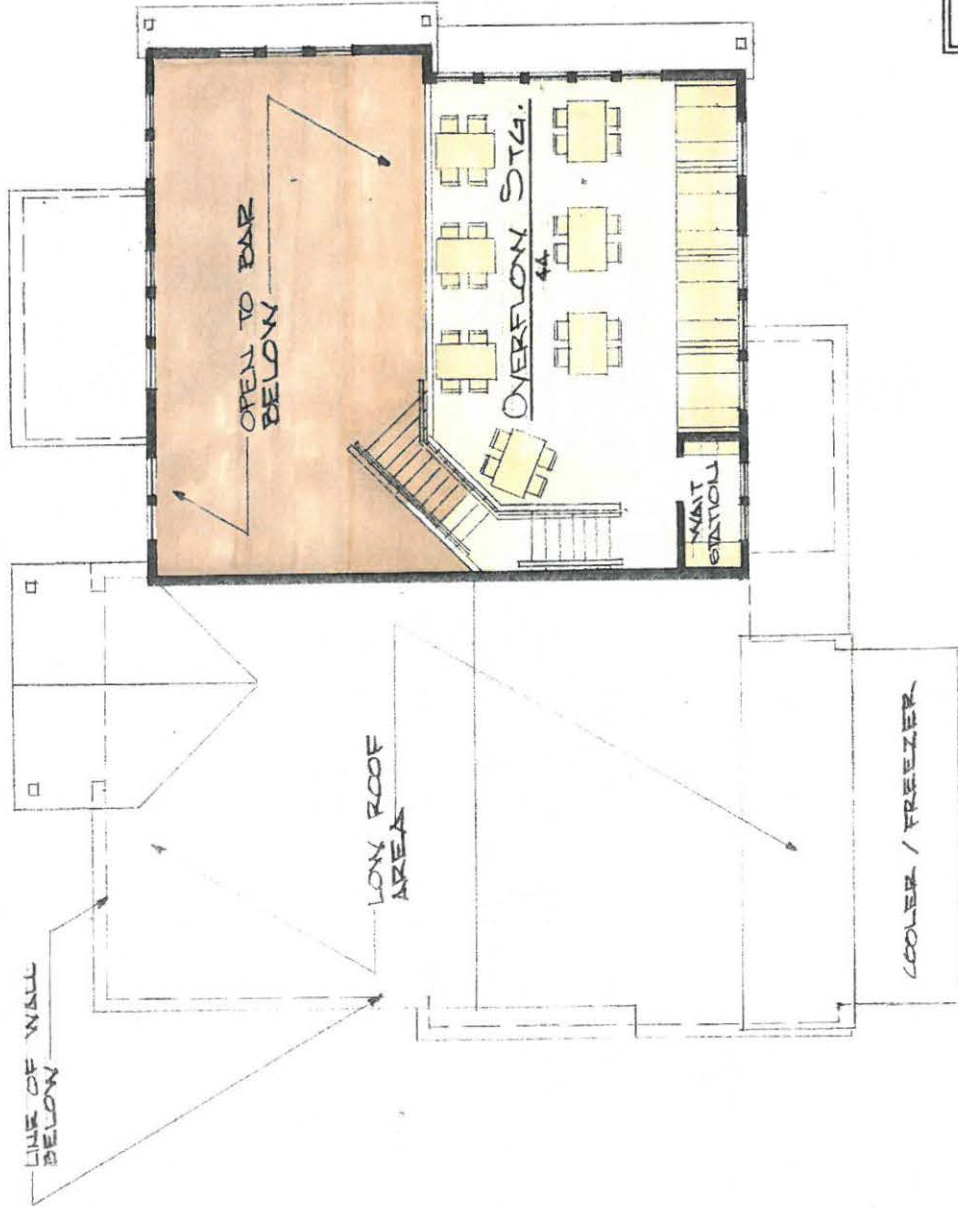 LINE OF WALL
BELOW
OPEN TO BAR
BELOW
LOW ROOF
AREA
OVERFLOW STG.
44
WAIT
STATION
COOLER / FREEZER